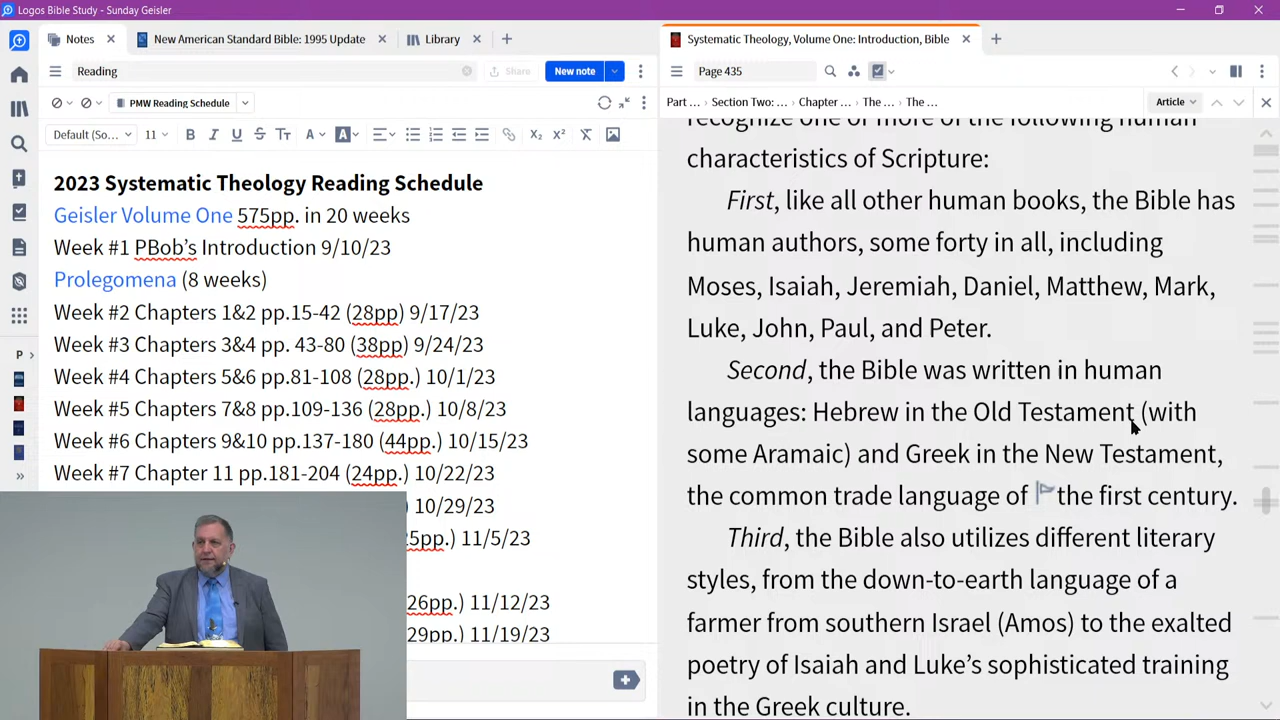 Logos Bible Study - Sunday Geisler
Notes
New American Standard Bible: 1995 Update
Library
Reading
Share
New note
PMW Reading Schedule
Default (So...
11
B I U S TT A A X₂ X²
2023 Systematic Theology Reading Schedule
Geisler Volume One 575pp. in 20 weeks
Week #1 PBob’s Introduction 9/10/23
Prolegomena (8 weeks)
Week #2 Chapters 1&2 pp.15-42 (28pp) 9/17/23
Week #3 Chapters 3&4 pp. 43-80 (38pp) 9/24/23
Week #4 Chapters 5&6 pp.81-108 (28pp.) 10/1/23
Week #5 Chapters 7&8 pp.109-136 (28pp.) 10/8/23
Week #6 Chapters 9&10 pp.137-180 (44pp.) 10/15/23
Week #7 Chapter 11 pp.181-204 (24pp.) 10/22/23
10/29/23
5pp.) 11/5/23
26pp.) 11/12/23
29pp.) 11/19/23
P
Systematic Theology, Volume One: Introduction, Bible
Page 435
Part ... › Section Two: ... › Chapter ... › The ... › The ...
Article
recognize one or more of the following human
characteristics of Scripture:
First, like all other human books, the Bible has
human authors, some forty in all, including
Moses, Isaiah, Jeremiah, Daniel, Matthew, Mark,
Luke, John, Paul, and Peter.
Second, the Bible was written in human
languages: Hebrew in the Old Testament (with
some Aramaic) and Greek in the New Testament,
the common trade language of the first century.
Third, the Bible also utilizes different literary
styles, from the down-to-earth language of a
farmer from southern Israel (Amos) to the exalted
poetry of Isaiah and Luke’s sophisticated training
in the Greek culture.